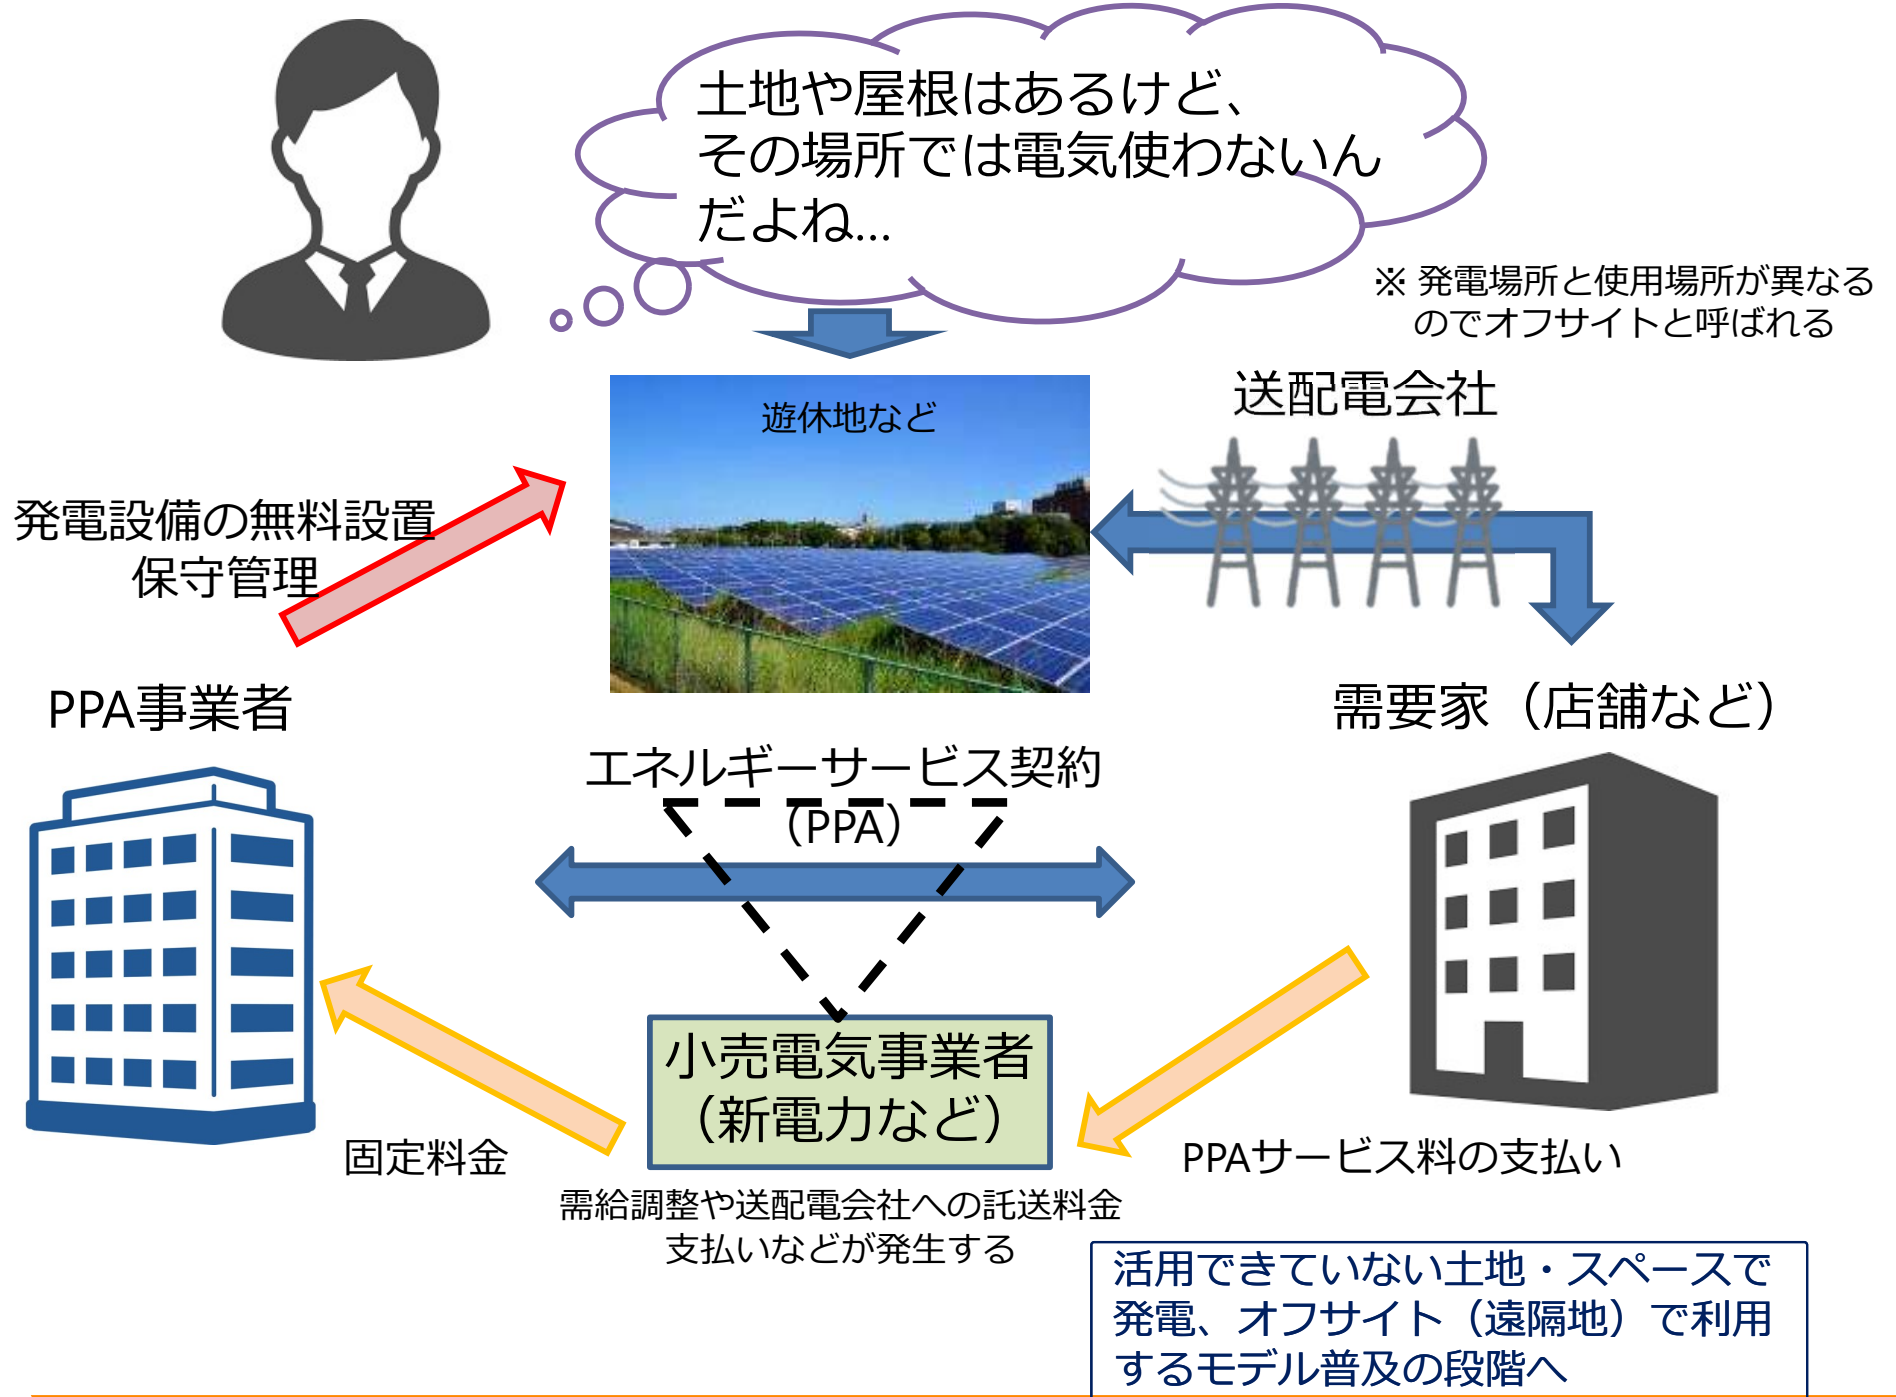 土地や屋根はあるけど、
その場所では電気使わないん
だよね…
※ 発電場所と使用場所が異なる
のでオフサイトと呼ばれる
送配電会社
遊休地など
発電設備の無料設置
保守管理
PPA事業者
需要家（店舗など）
エネルギーサービス契約
（PPA）
小売電気事業者
（新電力など）
固定料金
PPAサービス料の支払い
需給調整や送配電会社への託送料金
支払いなどが発生する
活用できていない土地・スペースで
発電、オフサイト（遠隔地）で利用
するモデル普及の段階へ